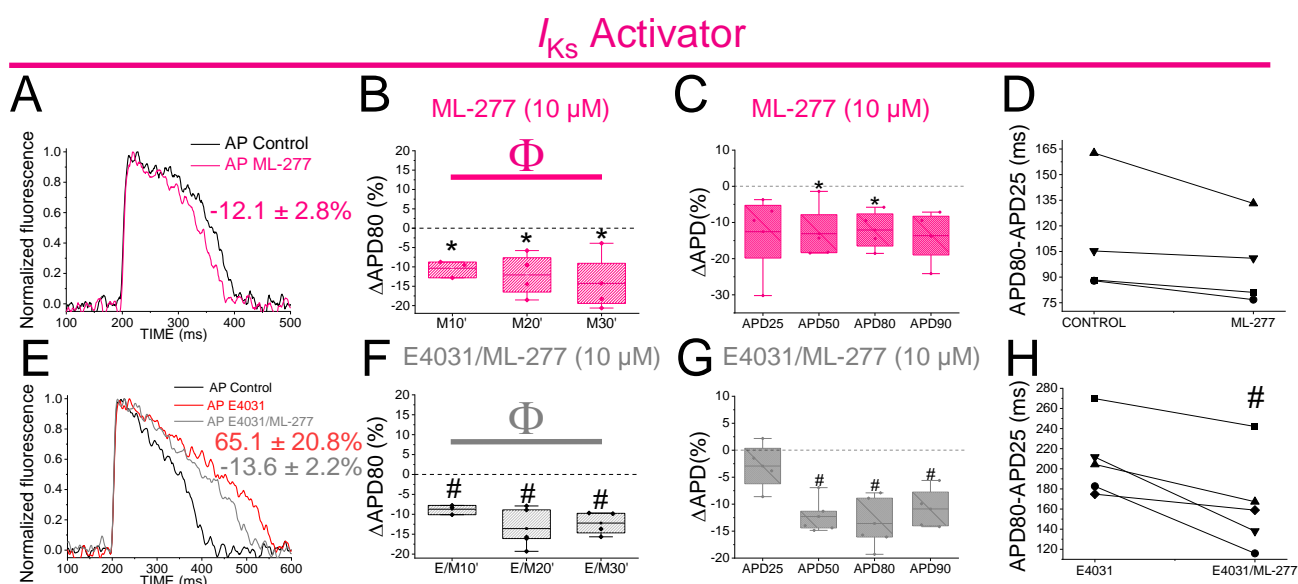 IKs Activator
A
B
C
D
ML-277 (10 µM)
ML-277 (10 µM)
AP Control
AP ML-277
-12.1 ± 2.8%
Normalized fluorescence
1.0
0.8
0.6
0.4
0.2
0.0
100 200 300 400 500
TIME (ms)
Φ
ΔAPD80 (%)
20
15
10
5
0
-5
-10
-15
-20
* * *
M10' M20' M30'
ΔAPD(%)
0
-10
-20
-30
* *
APD25 APD50 APD80 APD90
APD80-APD25 (ms)
165
150
135
120
105
90
75
CONTROL ML-277
E
F
G
H
E4031/ML-277 (10 µM)
E4031/ML-277 (10 µM)
AP Control
AP E4031
AP E4031/ML-277
65.1 ± 20.8%
-13.6 ± 2.2%
Normalized fluorescence
1.0
0.8
0.6
0.4
0.2
0.0
100 200 300 400 500 600
TIME (ms)
Φ
ΔAPD80 (%)
20
15
10
5
0
-5
-10
-15
-20
# # #
E/M10' E/M20' E/M30'
ΔAPD(%)
10
5
0
-5
-10
-15
-20
# # #
APD25 APD50 APD80 APD90
APD80-APD25 (ms)
280
260
240
220
200
180
160
140
120
#
E4031 E4031/ML-277